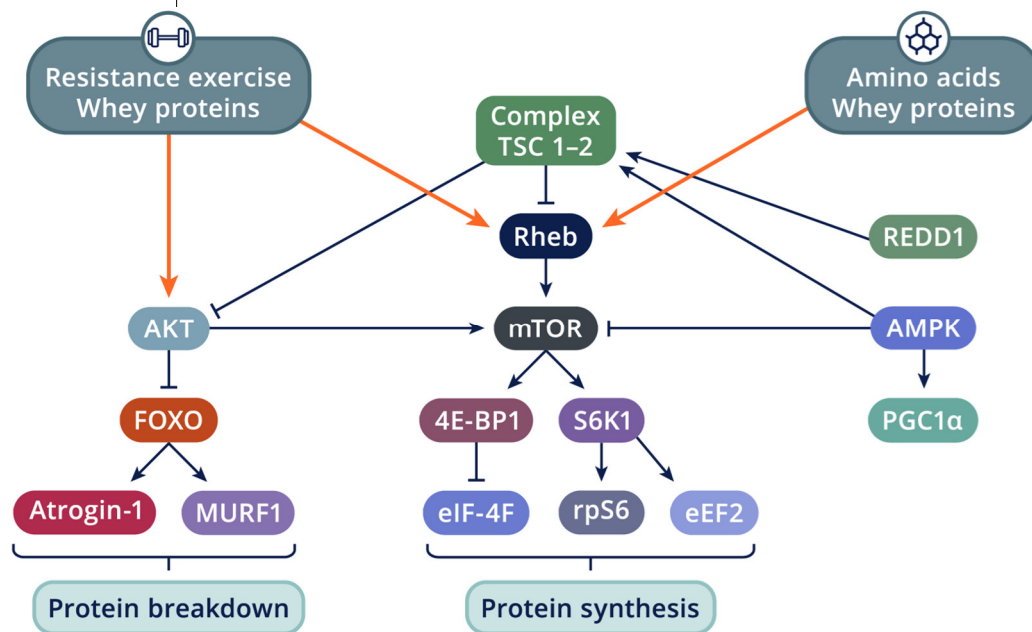 Resistance exercise
Whey proteins
Amino acids
Whey proteins
Complex
TSC 1–2
Rheb
REDD1
AKT
mTOR
AMPK
FOXO
4E-BP1
S6K1
PGC1α
Atrogin-1
MURF1
eIF-4F
rpS6
eEF2
Protein breakdown
Protein synthesis